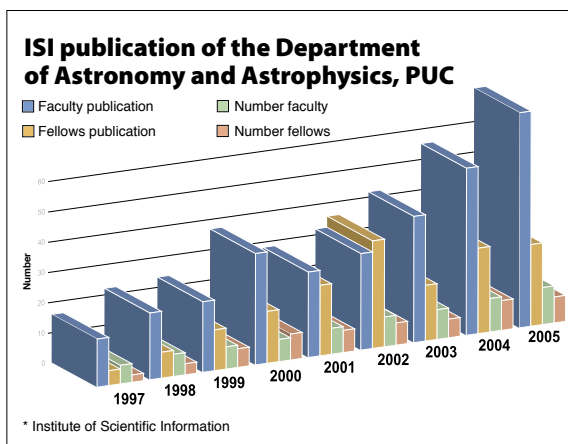 ISI publication of the Department
of Astronomy and Astrophysics, PUC
Faculty publication
Number faculty
Fellows publication
Number fellows
60
50
40
30
20
10
0
Number
1997
1998
1999
2000
2001
2002
2003
2004
2005
* Institute of Scientific Information